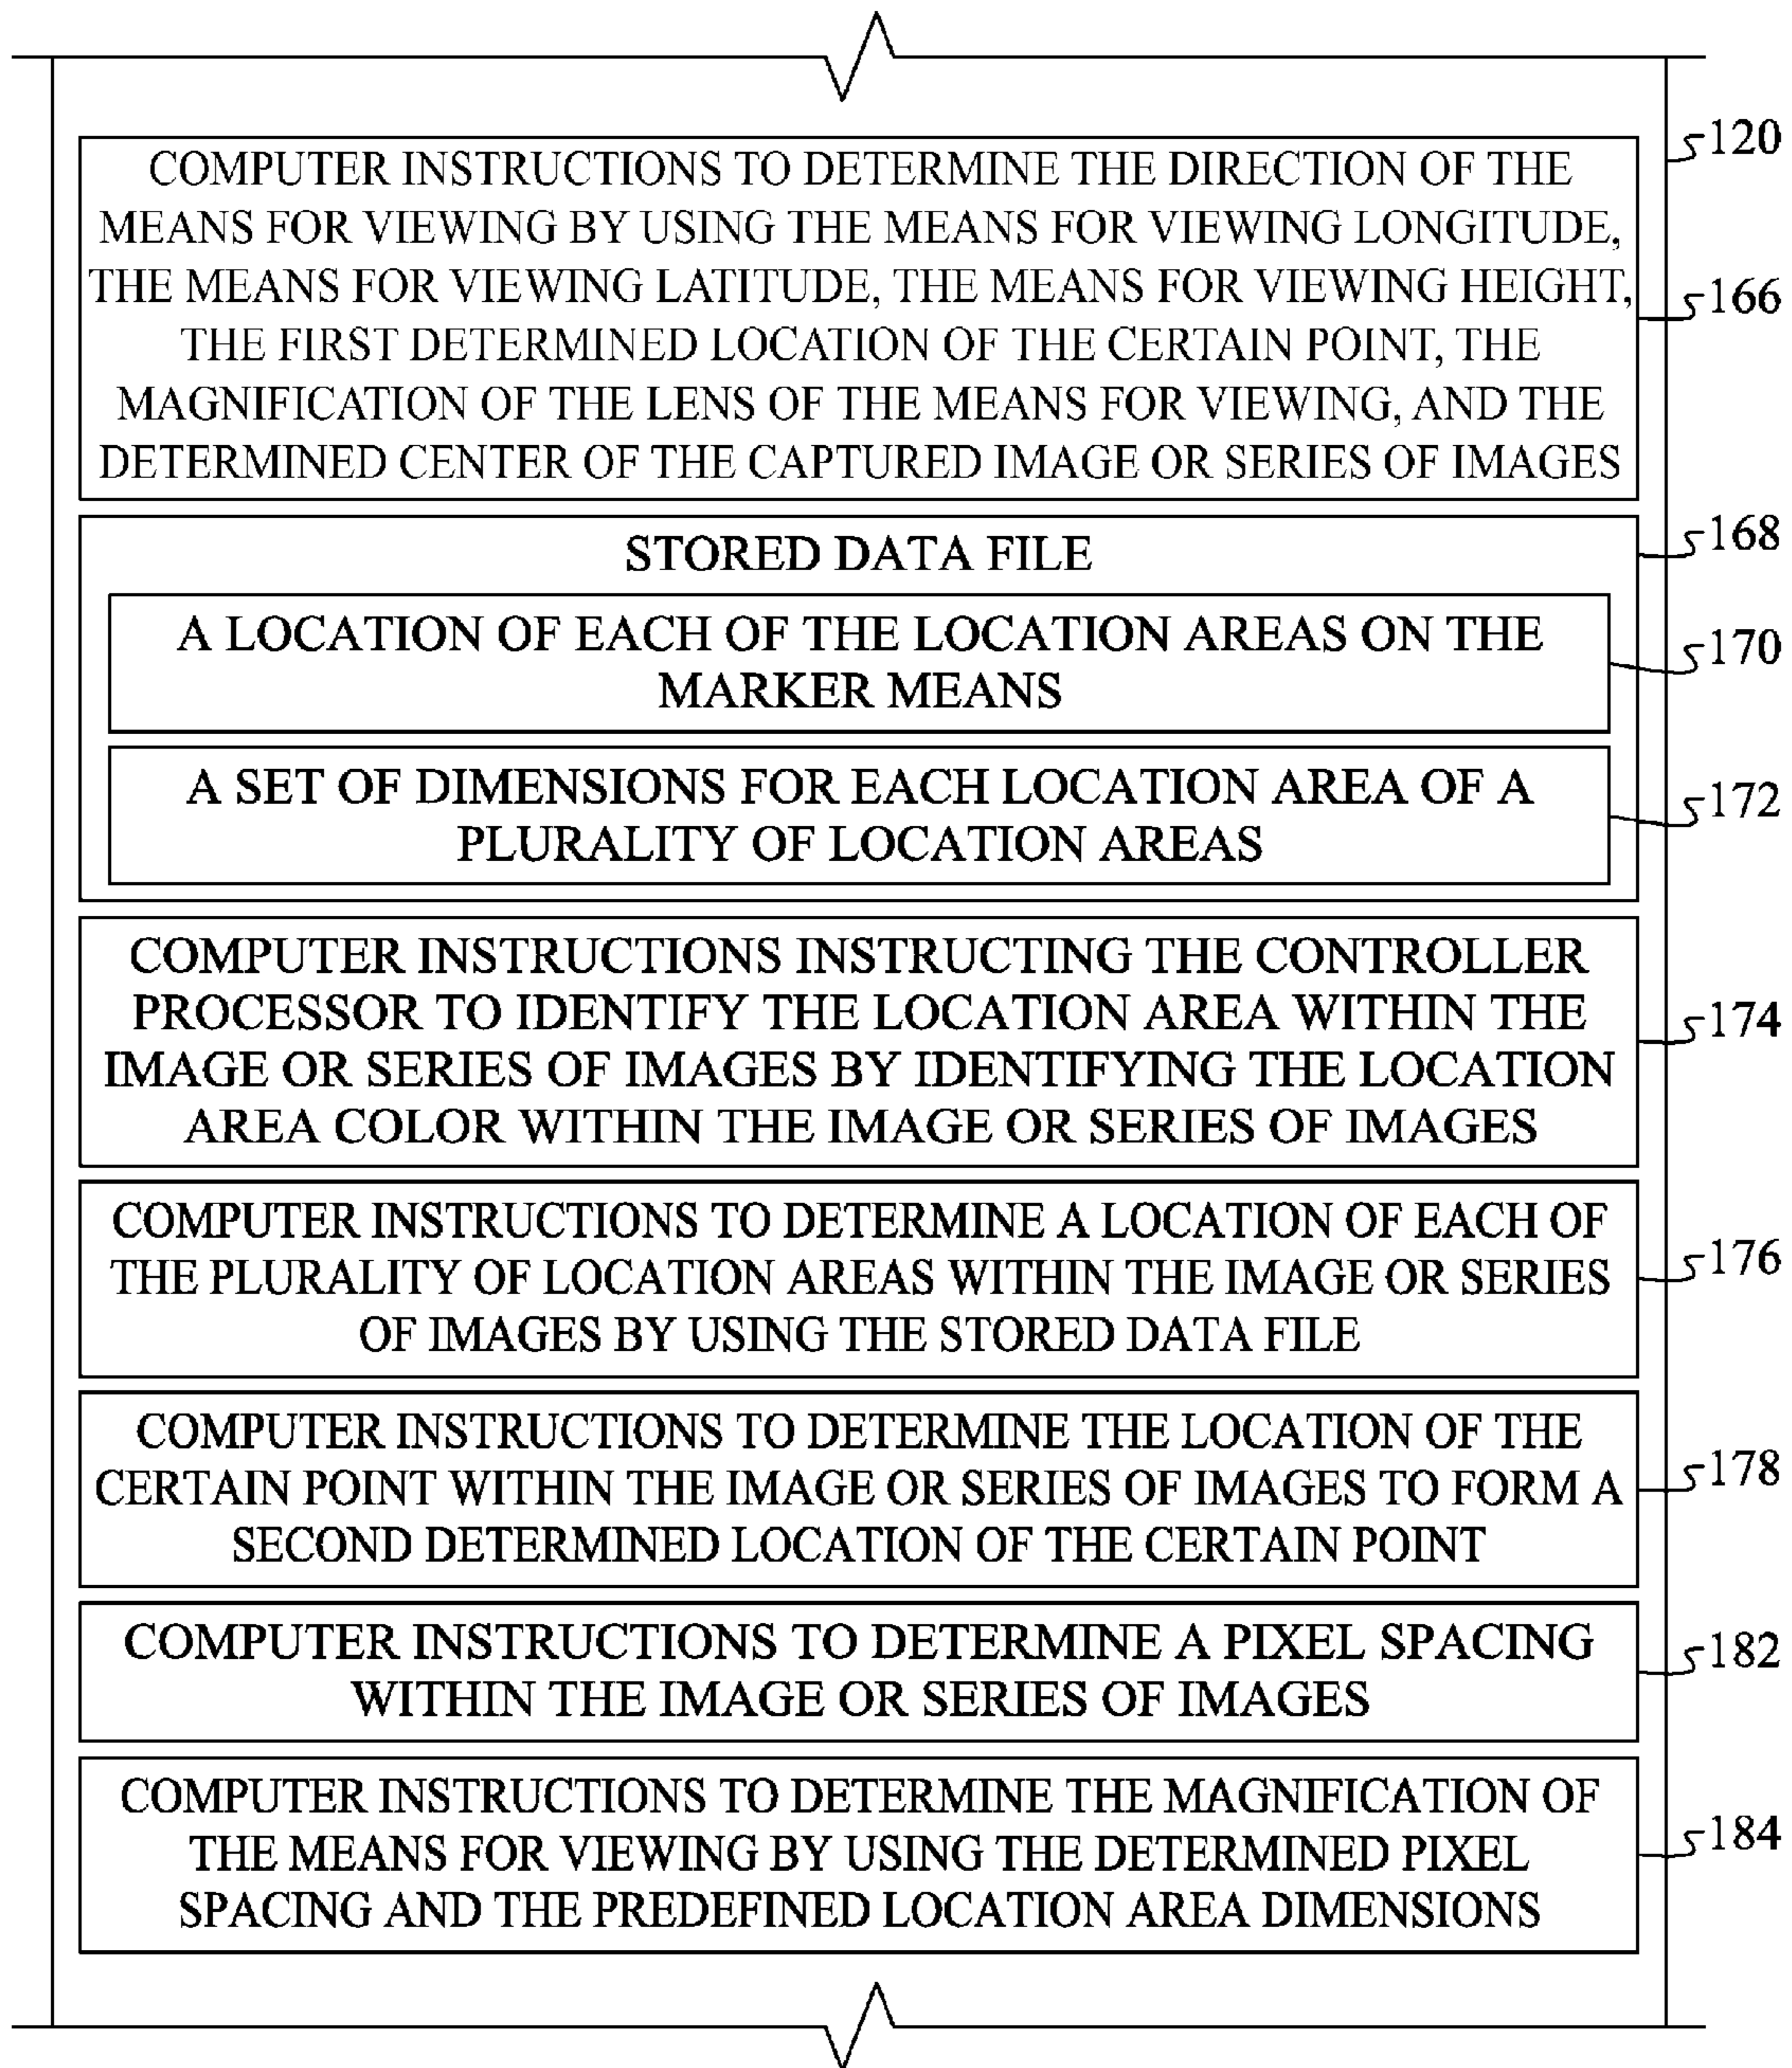 120
COMPUTER INSTRUCTIONS TO DETERMINE THE DIRECTION OF THE
MEANS FOR VIEWING BY USING THE MEANS FOR VIEWING LONGITUDE,
THE MEANS FOR VIEWING LATITUDE, THE MEANS FOR VIEWING HEIGHT,
THE FIRST DETERMINED LOCATION OF THE CERTAIN POINT, THE
MAGNIFICATION OF THE LENS OF THE MEANS FOR VIEWING, AND THE
DETERMINED CENTER OF THE CAPTURED IMAGE OR SERIES OF IMAGES
166
STORED DATA FILE
168
A LOCATION OF EACH OF THE LOCATION AREAS ON THE
MARKER MEANS
170
A SET OF DIMENSIONS FOR EACH LOCATION AREA OF A
PLURALITY OF LOCATION AREAS
172
COMPUTER INSTRUCTIONS INSTRUCTING THE CONTROLLER
PROCESSOR TO IDENTIFY THE LOCATION AREA WITHIN THE
IMAGE OR SERIES OF IMAGES BY IDENTIFYING THE LOCATION
AREA COLOR WITHIN THE IMAGE OR SERIES OF IMAGES
174
COMPUTER INSTRUCTIONS TO DETERMINE A LOCATION OF EACH OF
THE PLURALITY OF LOCATION AREAS WITHIN THE IMAGE OR SERIES
OF IMAGES BY USING THE STORED DATA FILE
176
COMPUTER INSTRUCTIONS TO DETERMINE THE LOCATION OF THE
CERTAIN POINT WITHIN THE IMAGE OR SERIES OF IMAGES TO FORM A
SECOND DETERMINED LOCATION OF THE CERTAIN POINT
178
COMPUTER INSTRUCTIONS TO DETERMINE A PIXEL SPACING
WITHIN THE IMAGE OR SERIES OF IMAGES
182
COMPUTER INSTRUCTIONS TO DETERMINE THE MAGNIFICATION OF
THE MEANS FOR VIEWING BY USING THE DETERMINED PIXEL
SPACING AND THE PREDEFINED LOCATION AREA DIMENSIONS
184